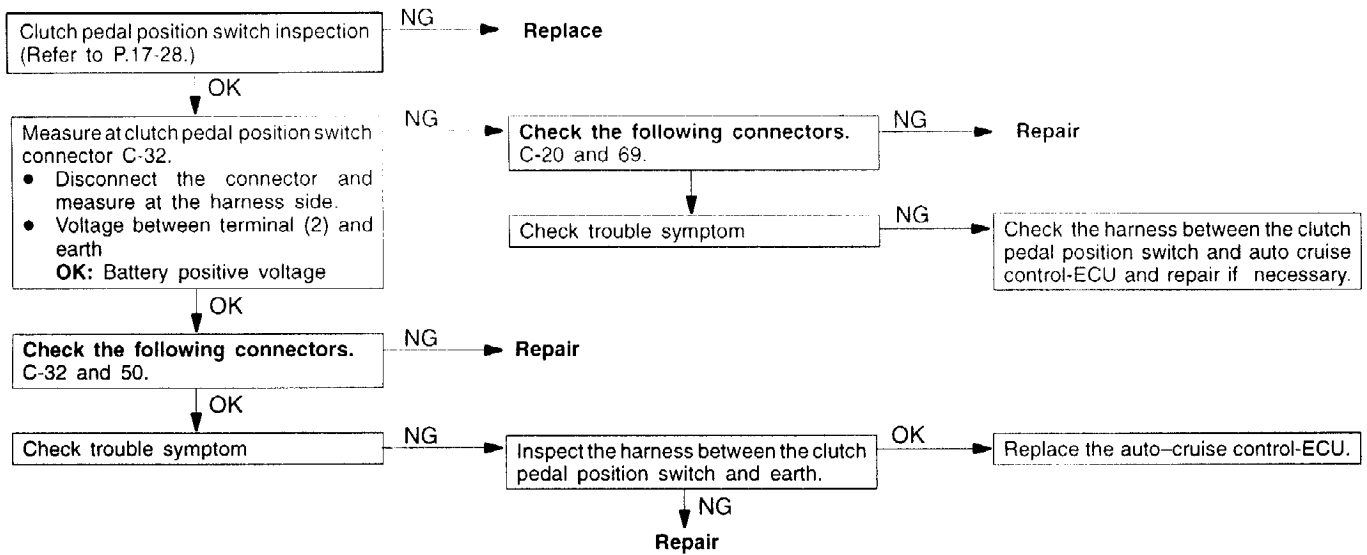 Clutch pedal position switch inspection
(Refer to P.17-28.)
NG
Replace
OK
Measure at clutch pedal position switch
connector C-32.
● Disconnect the connector and
measure at the harness side.
● Voltage between terminal (2) and
earth
OK: Battery positive voltage
NG
Check the following connectors.
C-20 and 69.
NG
Repair
Check trouble symptom
NG
Check the harness between the clutch
pedal position switch and auto cruise
control-ECU and repair if necessary.
OK
Check the following connectors.
C-32 and 50.
NG
Repair
OK
Check trouble symptom
NG
Inspect the harness between the clutch
pedal position switch and earth.
OK
Replace the auto–cruise control-ECU.
NG
Repair